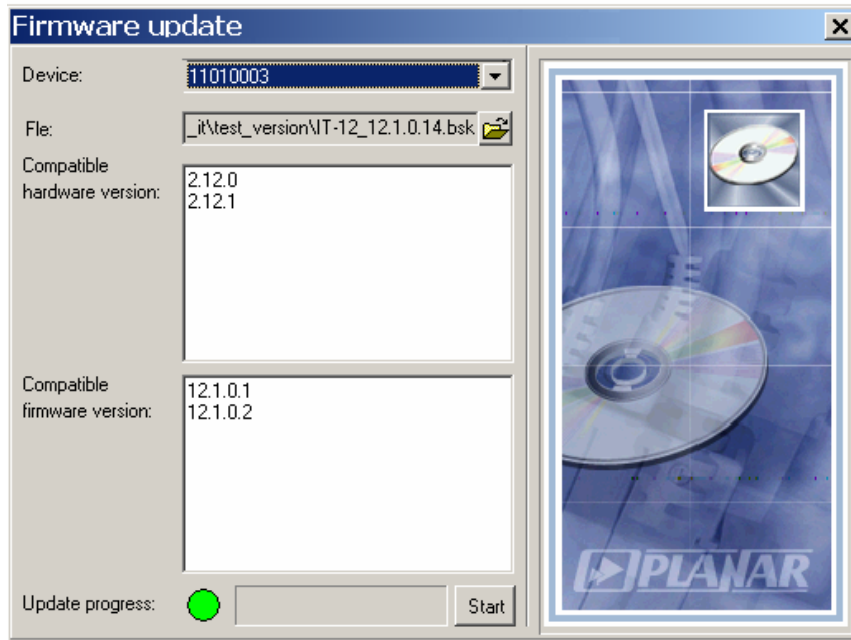 Firmware update
Device:
11010003
Fle:
_it\test_version\IT-12_12.1.0.14.bsk
Compatible
hardware version:
2.12.0
2.12.1
Compatible
firmware version:
12.1.0.1
12.1.0.2
Update progress:
Start
PLANAR